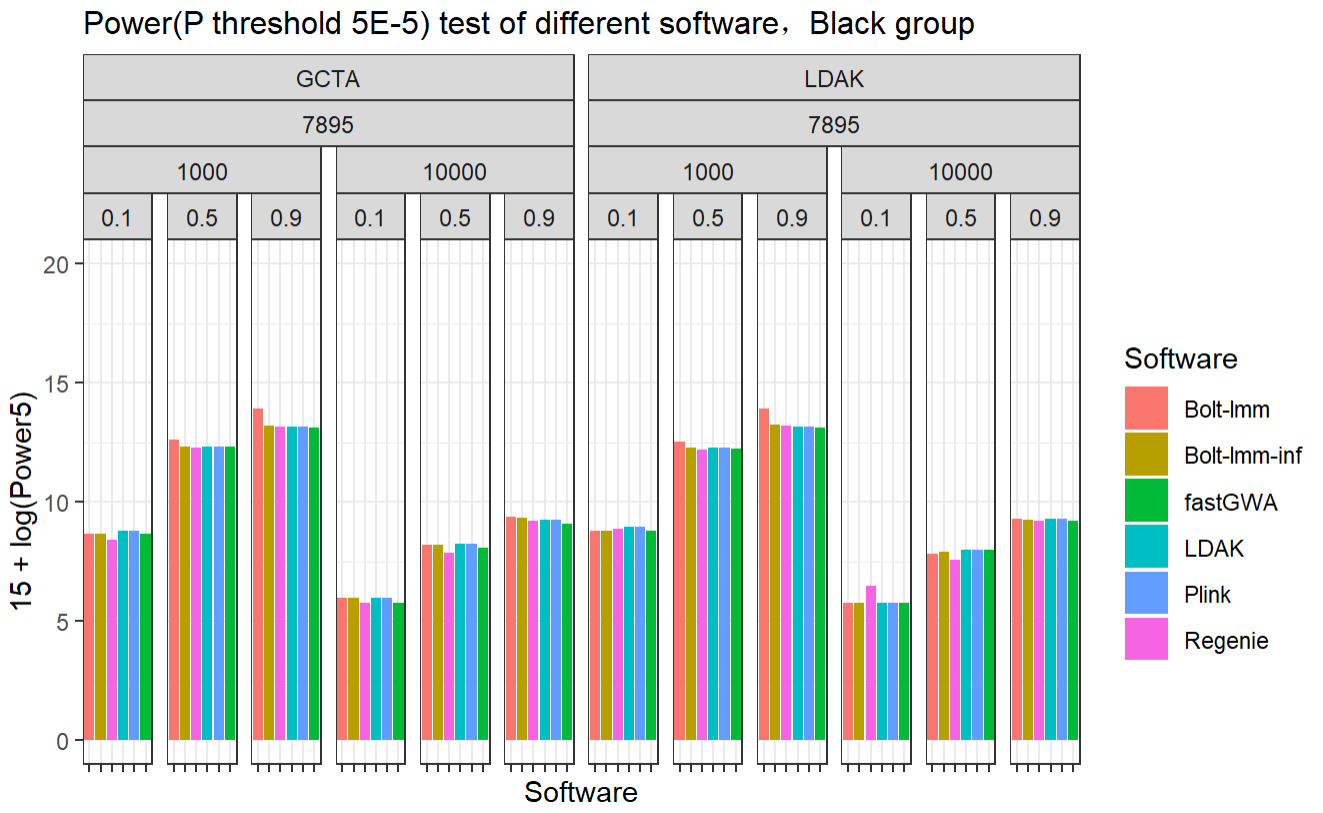 Power(P threshold 5E-5) test of different software，Black group
GCTA LDAK
7895 7895
1000 10000 1000 10000
0.1 0.5 0.9 0.1 0.5 0.9 0.1 0.5 0.9 0.1 0.5 0.9
20
15
10
5
0
15 + log(Power5)
Software
Software
Bolt-lmm
Bolt-lmm-inf
fastGWA
LDAK
Plink
Regenie